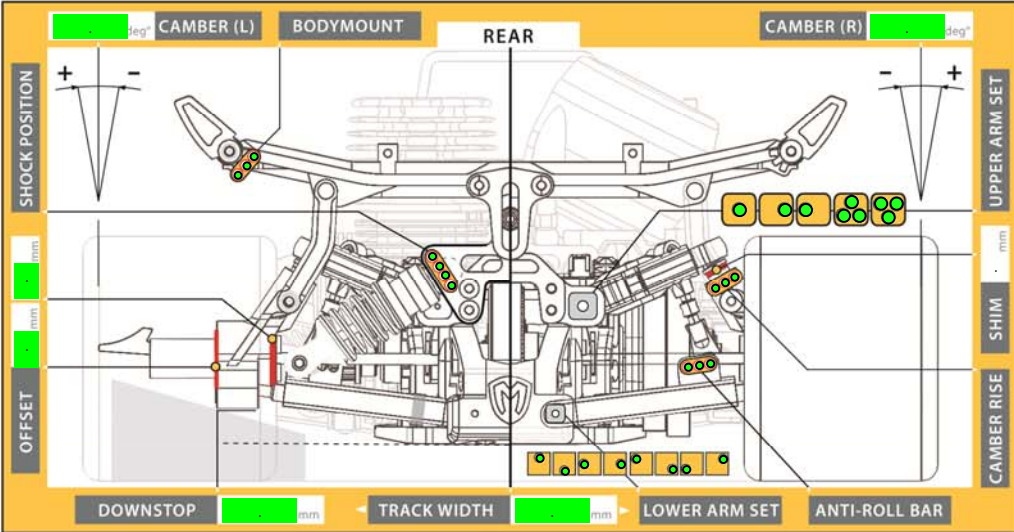 deg° CAMBER (L) BODYMOUNT
REAR
CAMBER (R) deg°
+ −
− +
SHOCK POSITION
UPPER ARM SET
mm
mm
OFFSET
mm
SHIM
CAMBER RISE
DOWNSTOP mm
TRACK WIDTH mm
LOWER ARM SET
ANTI-ROLL BAR